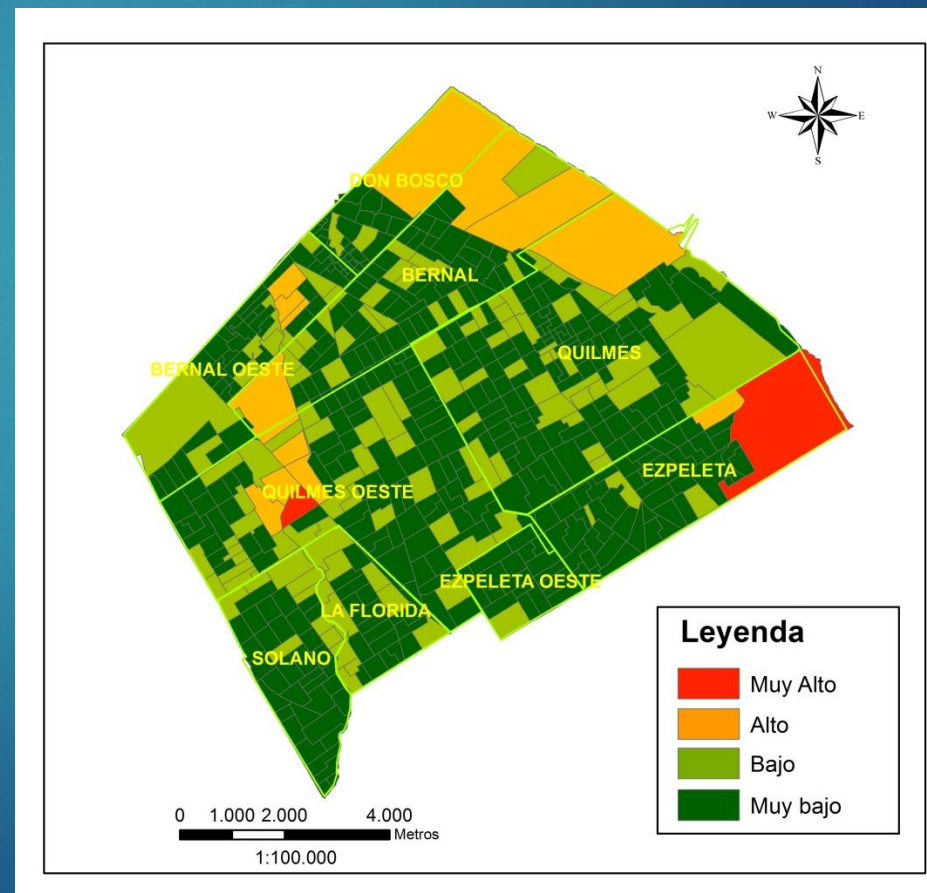 N
W
E
S
DON BOSCO
BERNAL
QUILMES
BERNAL OESTE
EZPELETA
QUILMES OESTE
EZPELETA OESTE
LA FLORIDA
SOLANO
Leyenda
Muy Alto
Alto
Bajo
Muy bajo
0 1.000 2.000 4.000
Metros
1:100.000